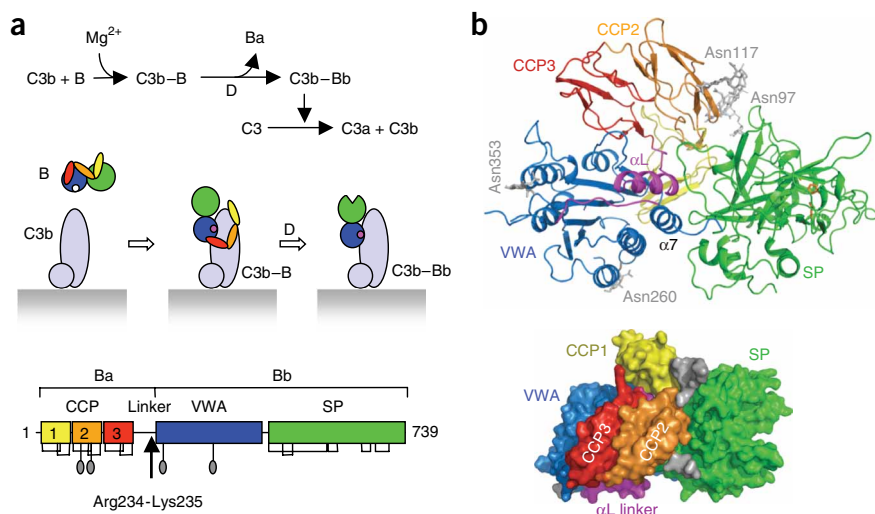 a
Mg2+
Ba
C3b + B
C3b–B
C3b–Bb
D
C3
C3a + C3b
B
C3b
D
C3b–B
C3b–Bb
Ba
Bb
CCP
Linker
VWA
SP
1
1
2
3
739
Arg234-Lys235
b
CCP2
CCP3
Asn117
Asn97
Asn353
αL
VWA
α7
SP
Asn260
CCP1
SP
VWA
CCP3
CCP2
αL linker